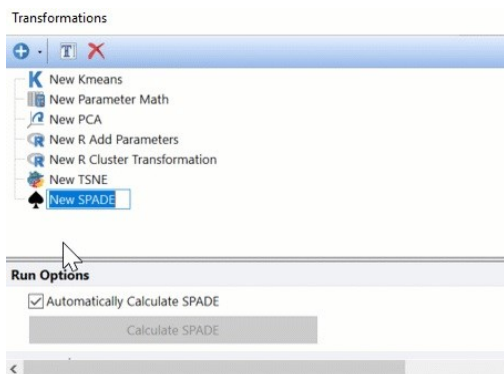 Transformations
New Kmeans
New Parameter Math
New PCA
New R Add Parameters
New R Cluster Transformation
New TSNE
New SPADE
Run Options
Automatically Calculate SPADE
Calculate SPADE